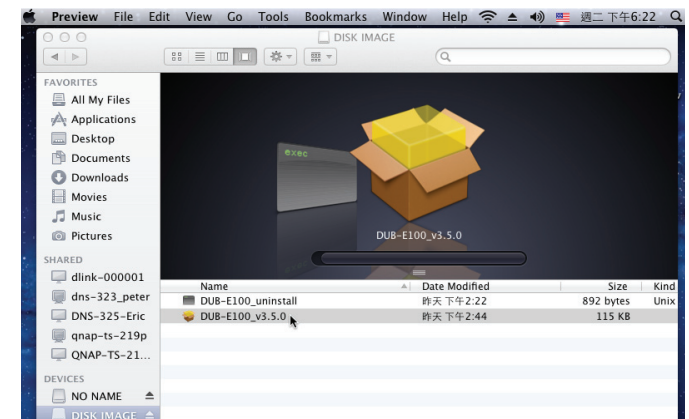 Preview File Edit View Go Tools Bookmarks Window Help 週二 下午6:22
DISK IMAGE
FAVORITES
All My Files
Applications
Desktop
Documents
Downloads
Movies
Music
Pictures
SHARED
dlink-000001
dns-323_peter
DNS-325-Eric
qnap-ts-219p
QNAP-TS-21...
DEVICES
NO NAME
DISK IMAGE
exec
DUB-E100_v3.5.0
Name Date Modified Size Kind
DUB-E100_uninstall 昨天 下午2:22 892 bytes Unix
DUB-E100_v3.5.0 昨天 下午2:44 115 KB